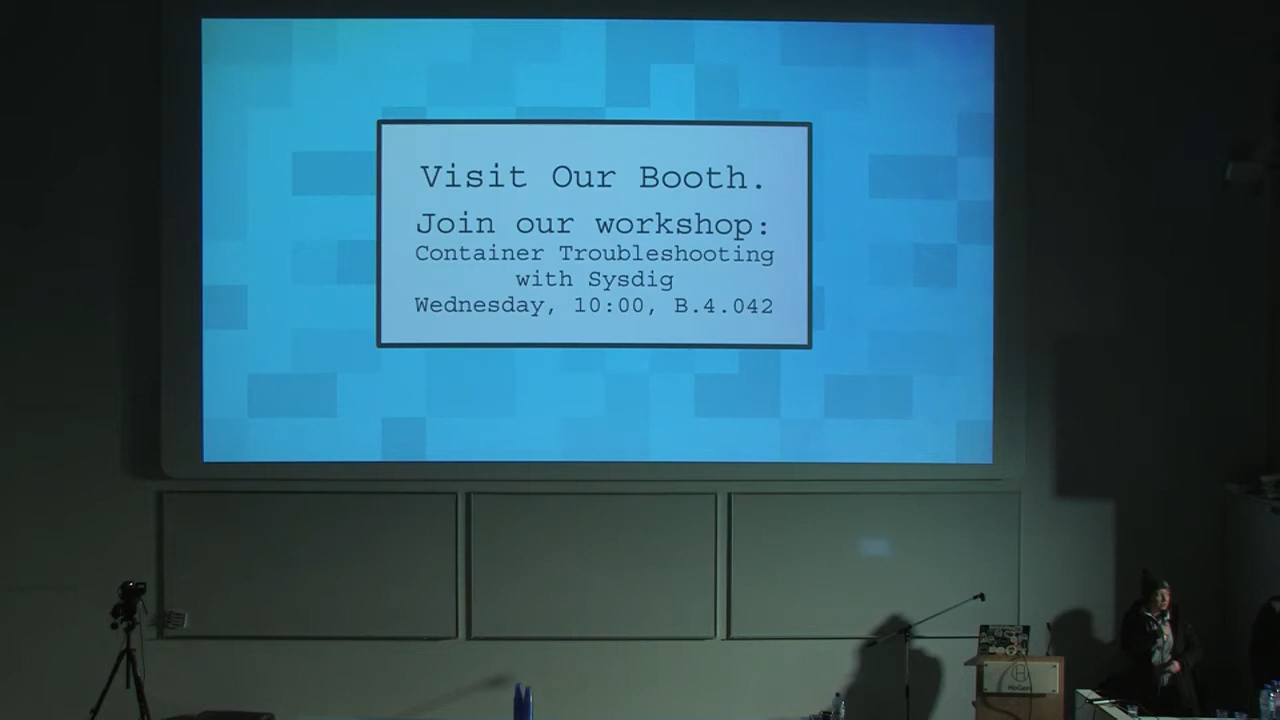 Visit Our Booth.
Join our workshop:
Container Troubleshooting
with Sysdig
Wednesday, 10:00, B.4.042